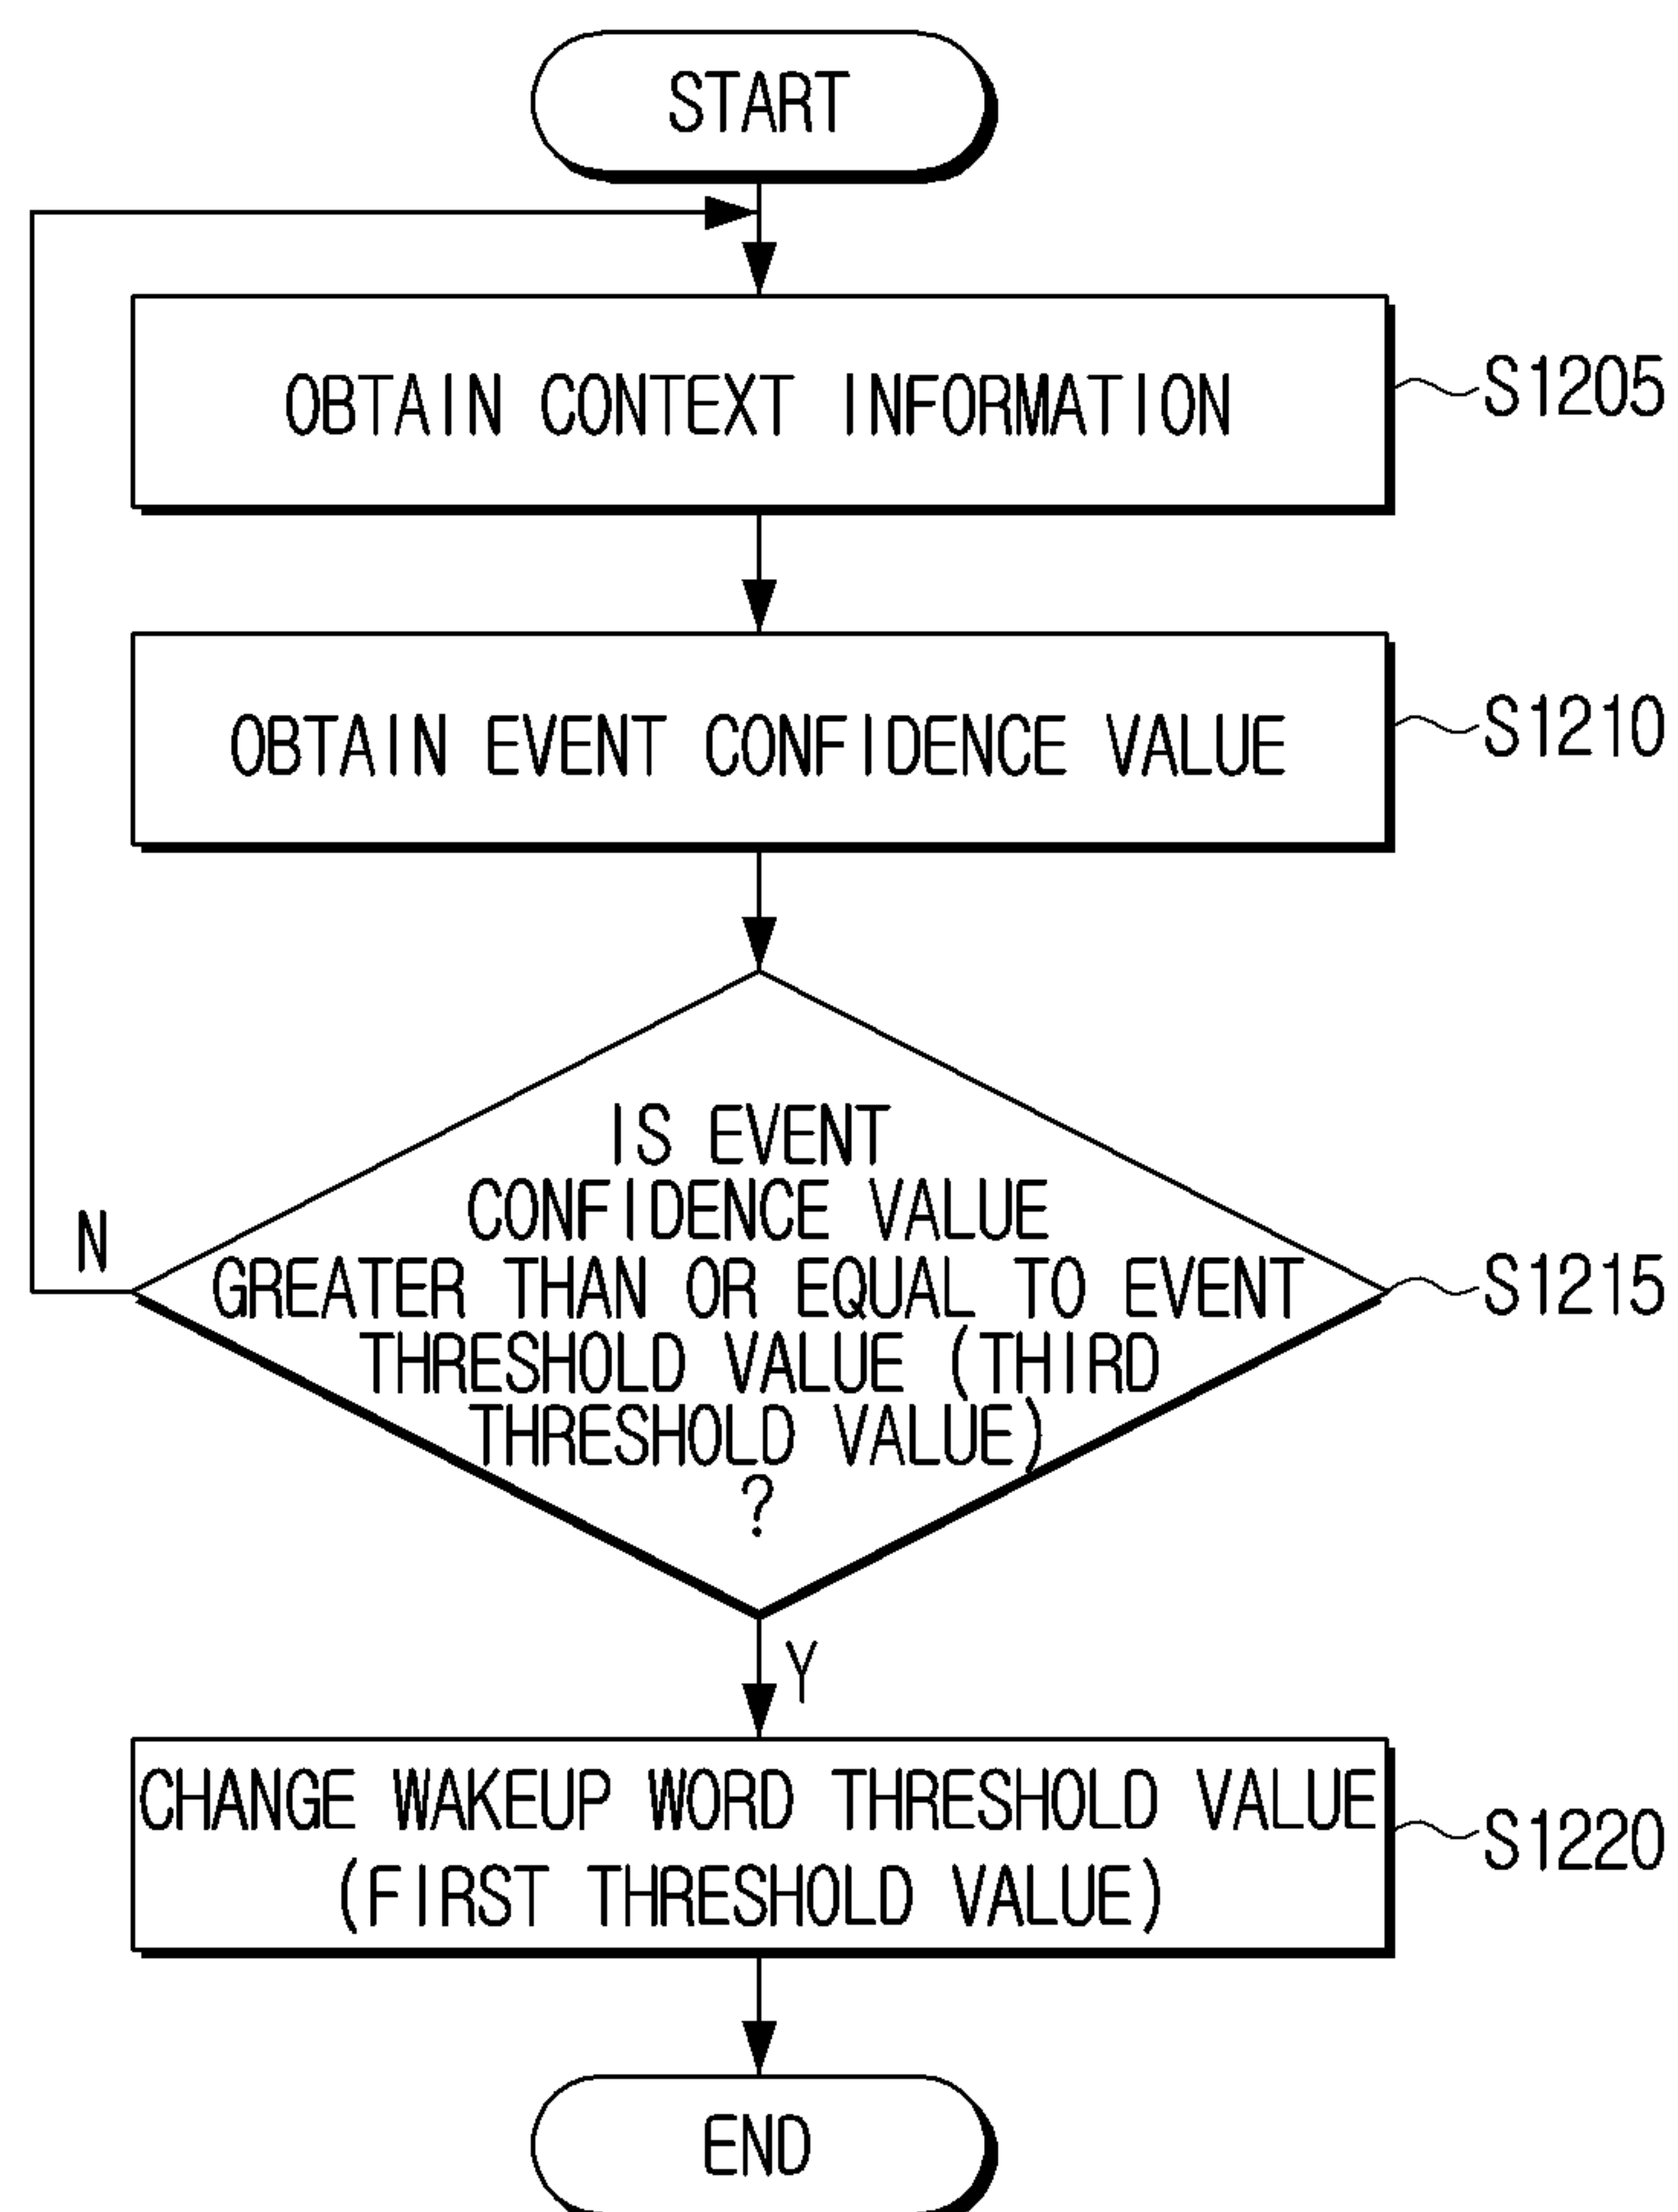 START
OBTAIN CONTEXT INFORMATION
S1205
OBTAIN EVENT CONFIDENCE VALUE
S1210
IS EVENT
CONFIDENCE VALUE
GREATER THAN OR EQUAL TO EVENT
THRESHOLD VALUE (THIRD
THRESHOLD VALUE)
?
N
S1215
Y
CHANGE WAKEUP WORD THRESHOLD VALUE
(FIRST THRESHOLD VALUE)
S1220
END